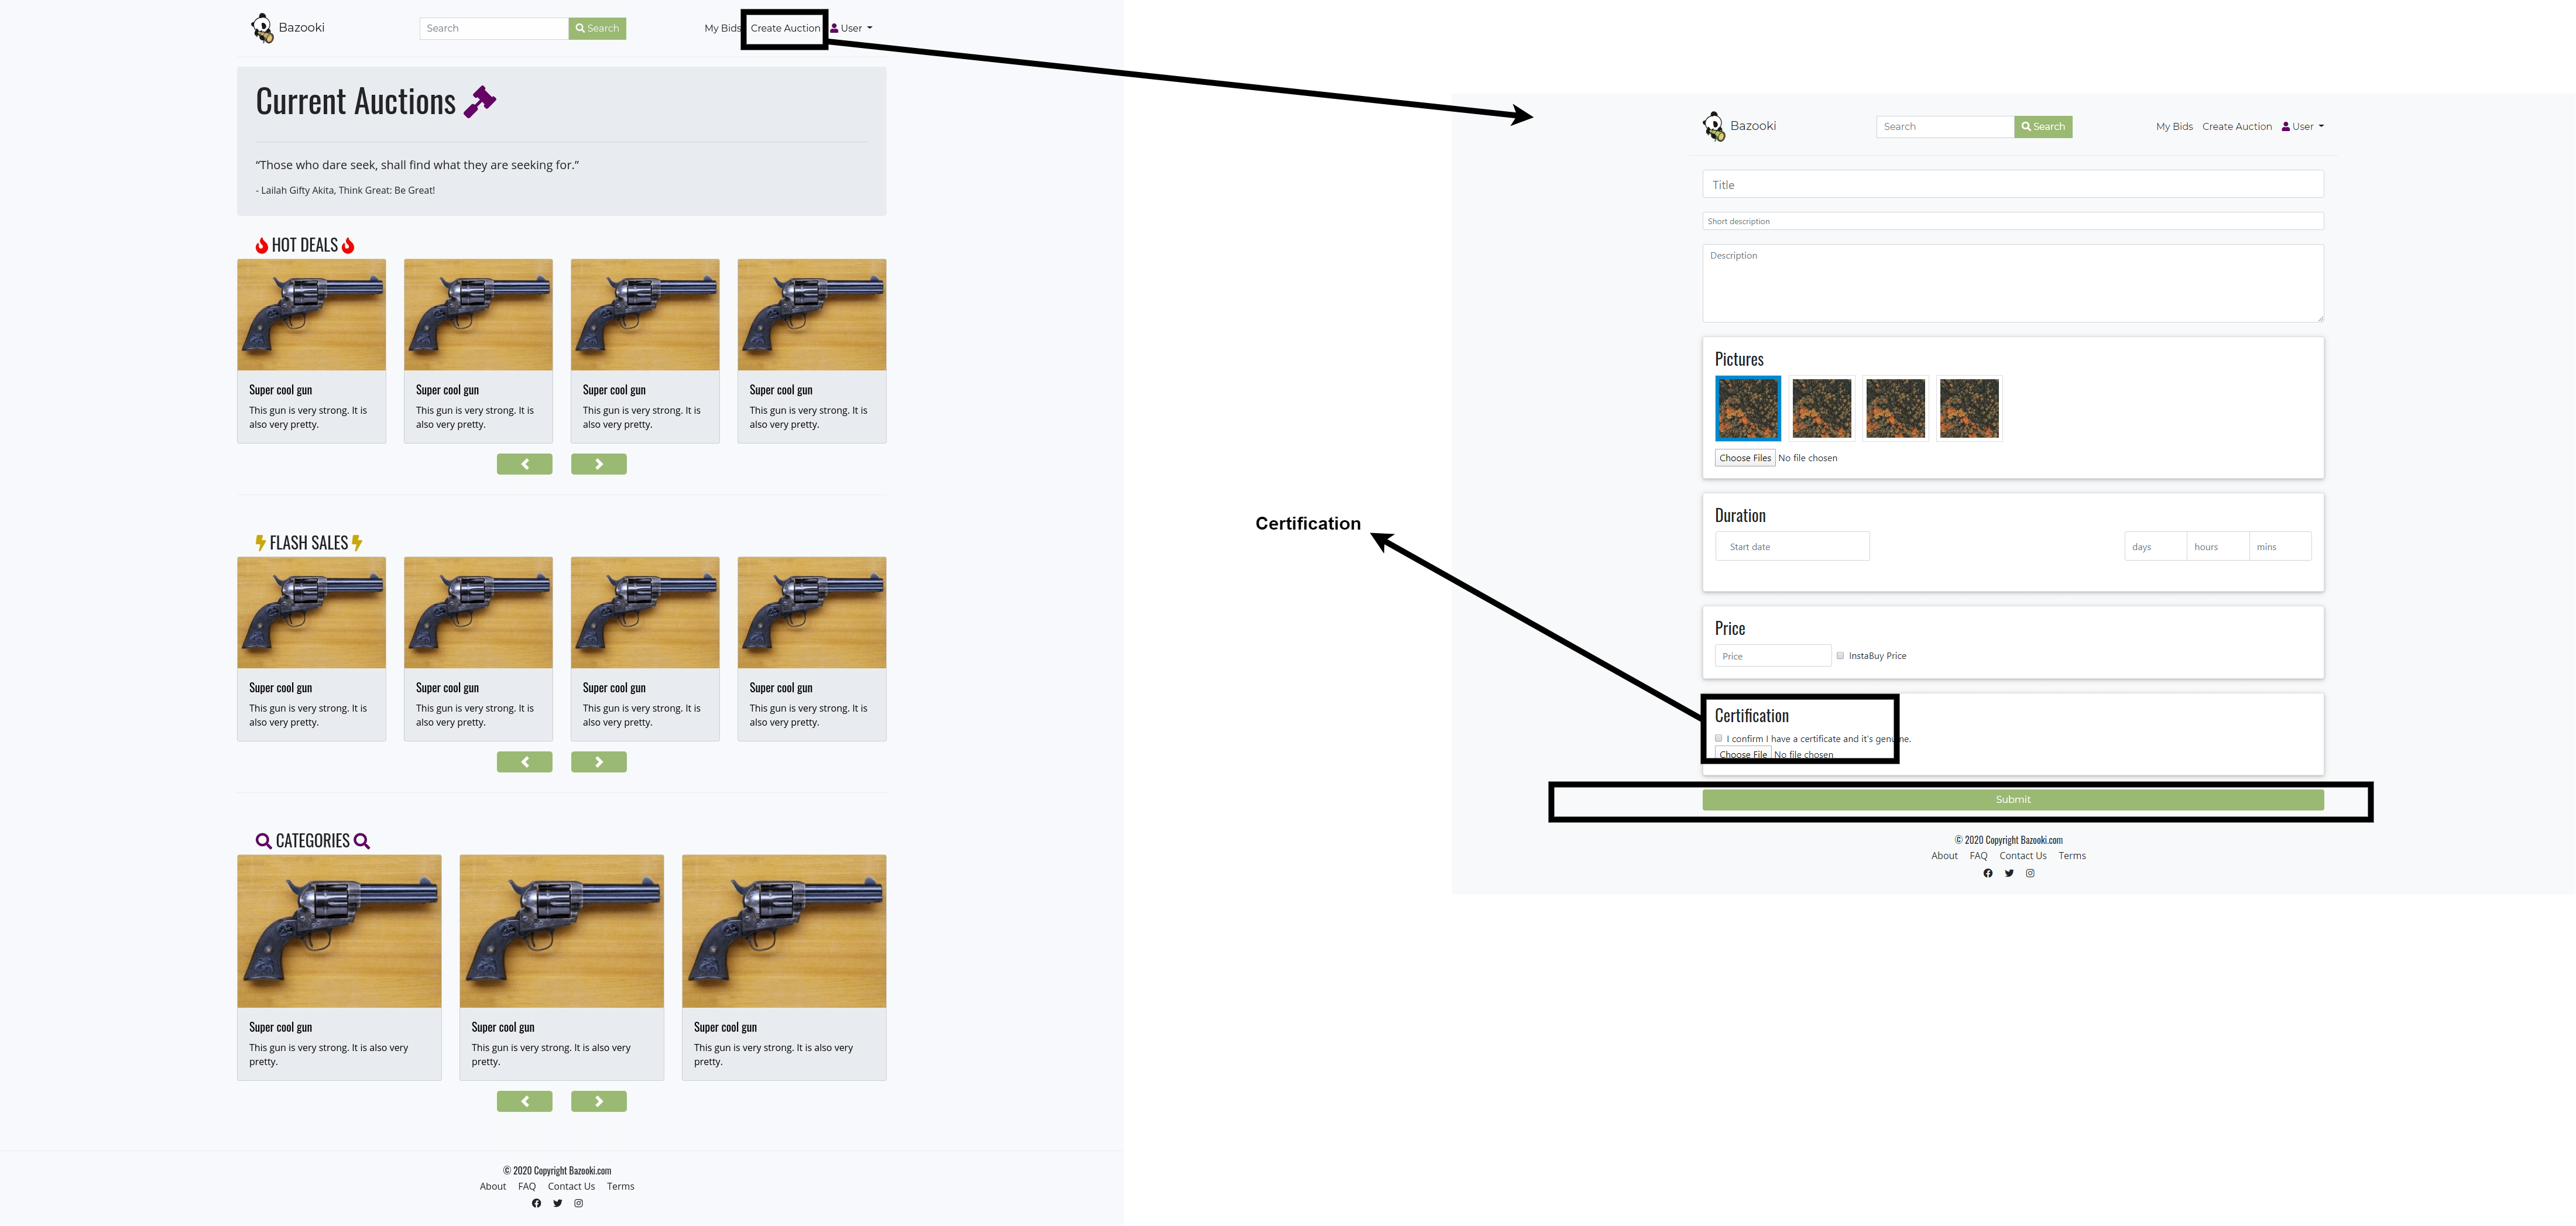 Bazooki
Search
Search
My Bids
Create Auction
User
Current Auctions
“Those who dare seek, shall find what they are seeking for.”
- Lailah Gifty Akita, Think Great: Be Great!
HOT DEALS
Super cool gun
This gun is very strong. It is
also very pretty.
Super cool gun
This gun is very strong. It is
also very pretty.
Super cool gun
This gun is very strong. It is
also very pretty.
Super cool gun
This gun is very strong. It is
also very pretty.
FLASH SALES
Super cool gun
This gun is very strong. It is
also very pretty.
Super cool gun
This gun is very strong. It is
also very pretty.
Super cool gun
This gun is very strong. It is
also very pretty.
Super cool gun
This gun is very strong. It is
also very pretty.
CATEGORIES
Super cool gun
This gun is very strong. It is also very
pretty.
Super cool gun
This gun is very strong. It is also very
pretty.
Super cool gun
This gun is very strong. It is also very
pretty.
© 2020 Copyright Bazooki.com
About FAQ Contact Us Terms
Certification
Bazooki
Search
Search
My Bids
Create Auction
User
Title
Short description
Description
Pictures
Choose Files No file chosen
Duration
Start date
days
hours
mins
Price
Price
InstaBuy Price
Certification
I confirm I have a certificate and it's genuine.
Choose File No file chosen
Submit
© 2020 Copyright Bazooki.com
About FAQ Contact Us Terms